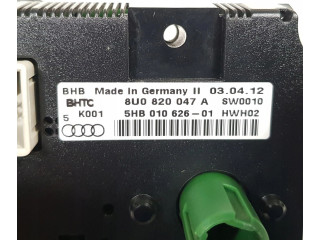 BHB Made in Germany II 03.04.12
BHTC 8U0 820 047 A SW0010
5 K001 5HB 010 626-01 HWH02